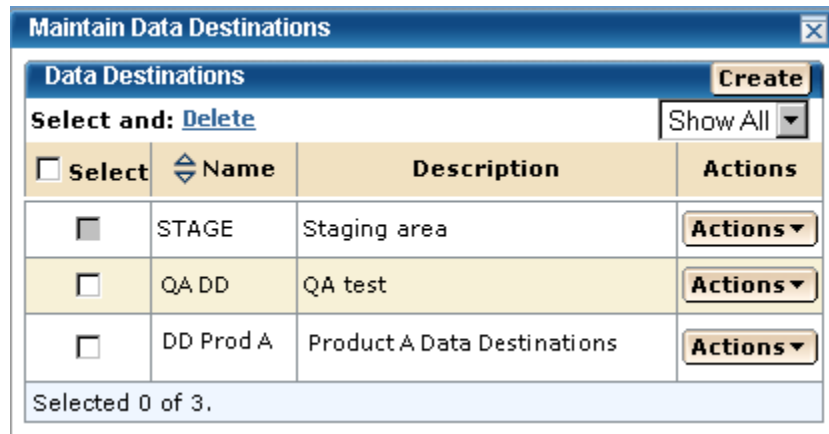 Maintain Data Destinations
Data Destinations Create
Select and: Delete Show All
Select Name Description Actions
STAGE Staging area Actions
QA DD QA test Actions
DD Prod A Product A Data Destinations Actions
Selected 0 of 3.